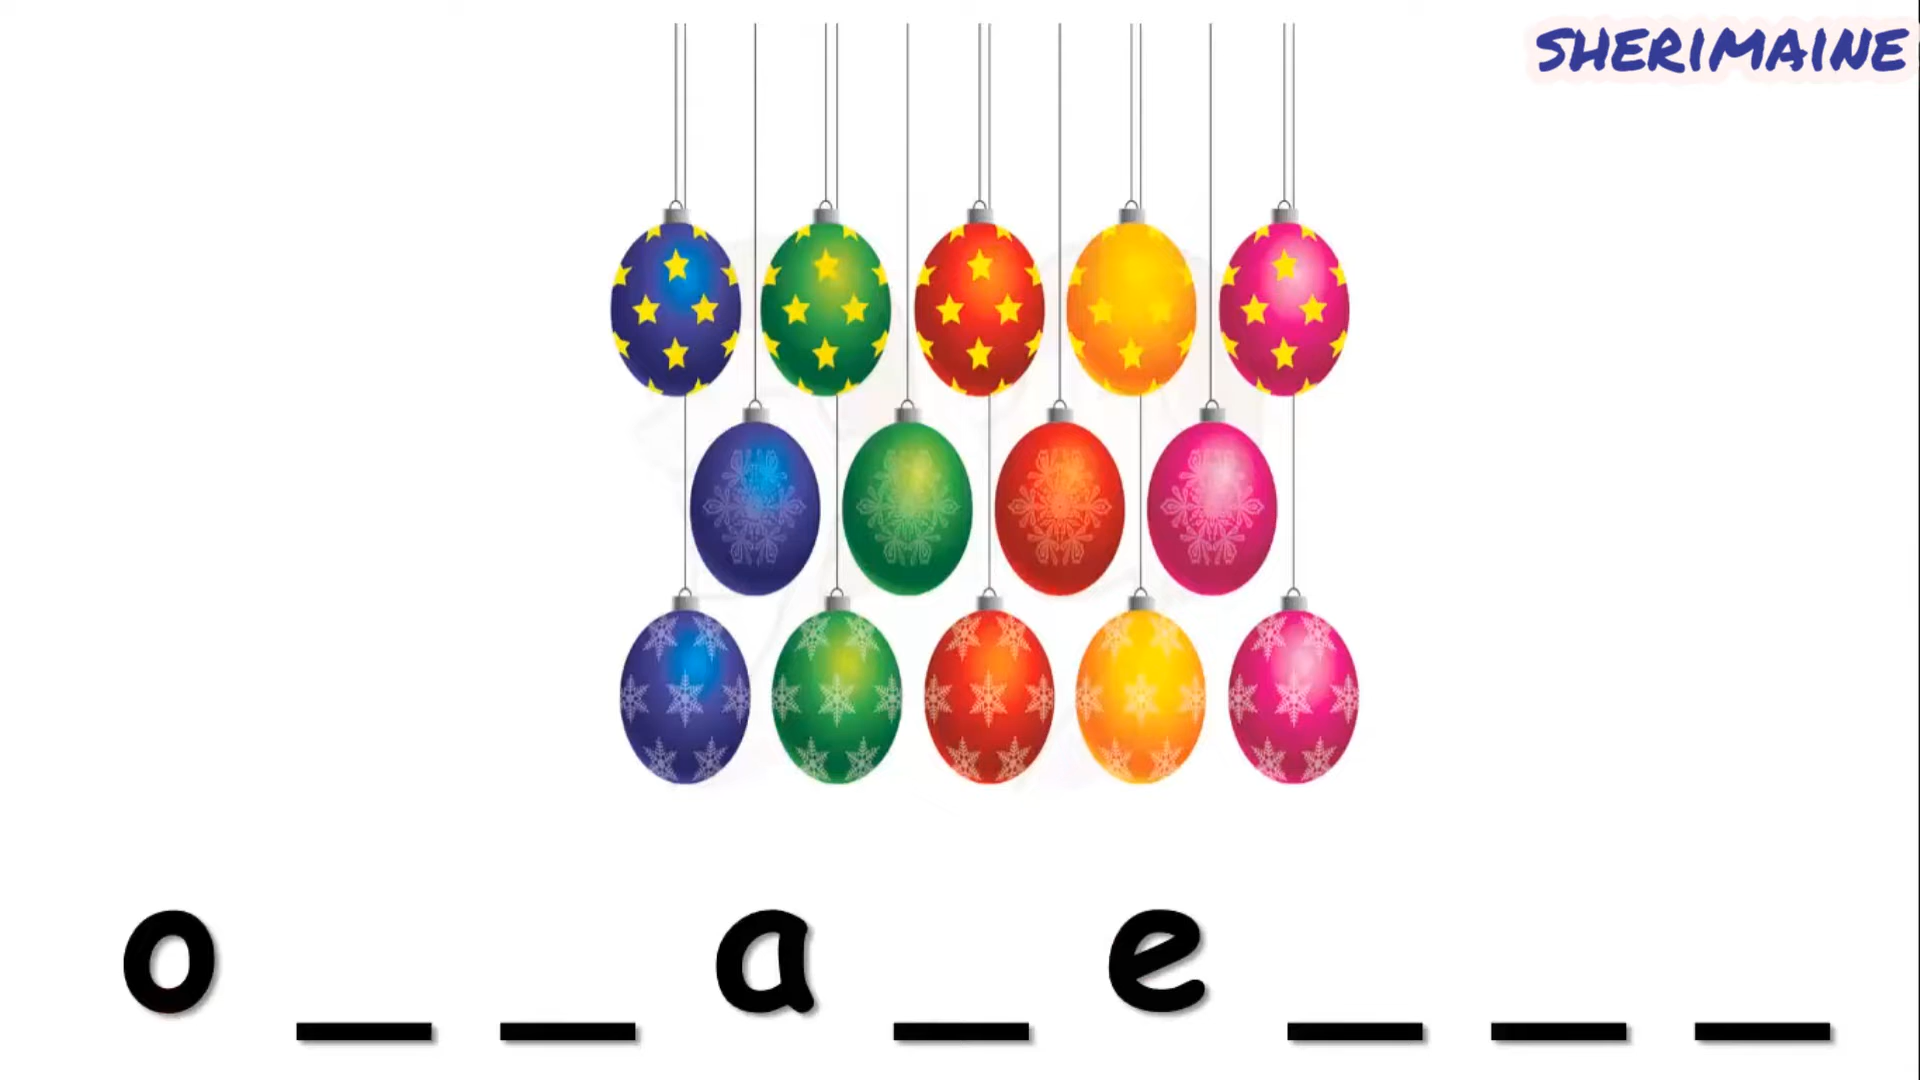 SHERIMAINE
o _ _ a _ e _ _ _